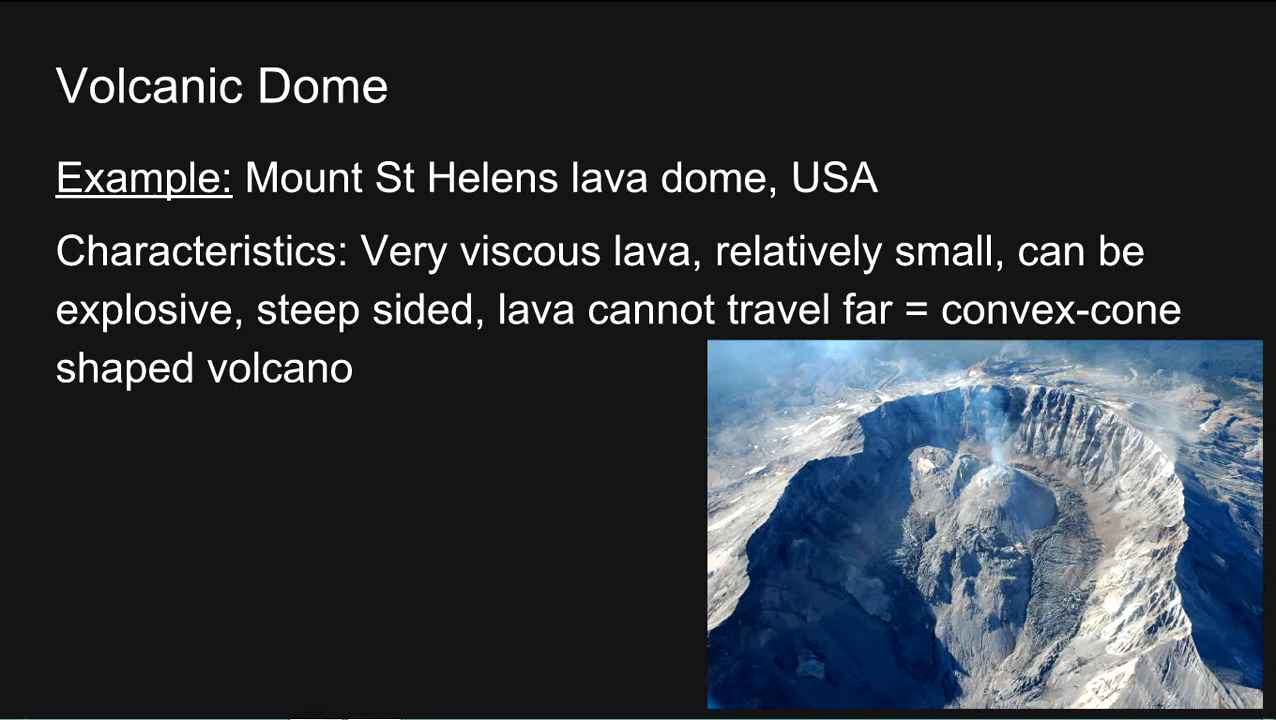 Volcanic Dome
Example: Mount St Helens lava dome, USA
Characteristics: Very viscous lava, relatively small, can be
explosive, steep sided, lava cannot travel far = convex-cone
shaped volcano